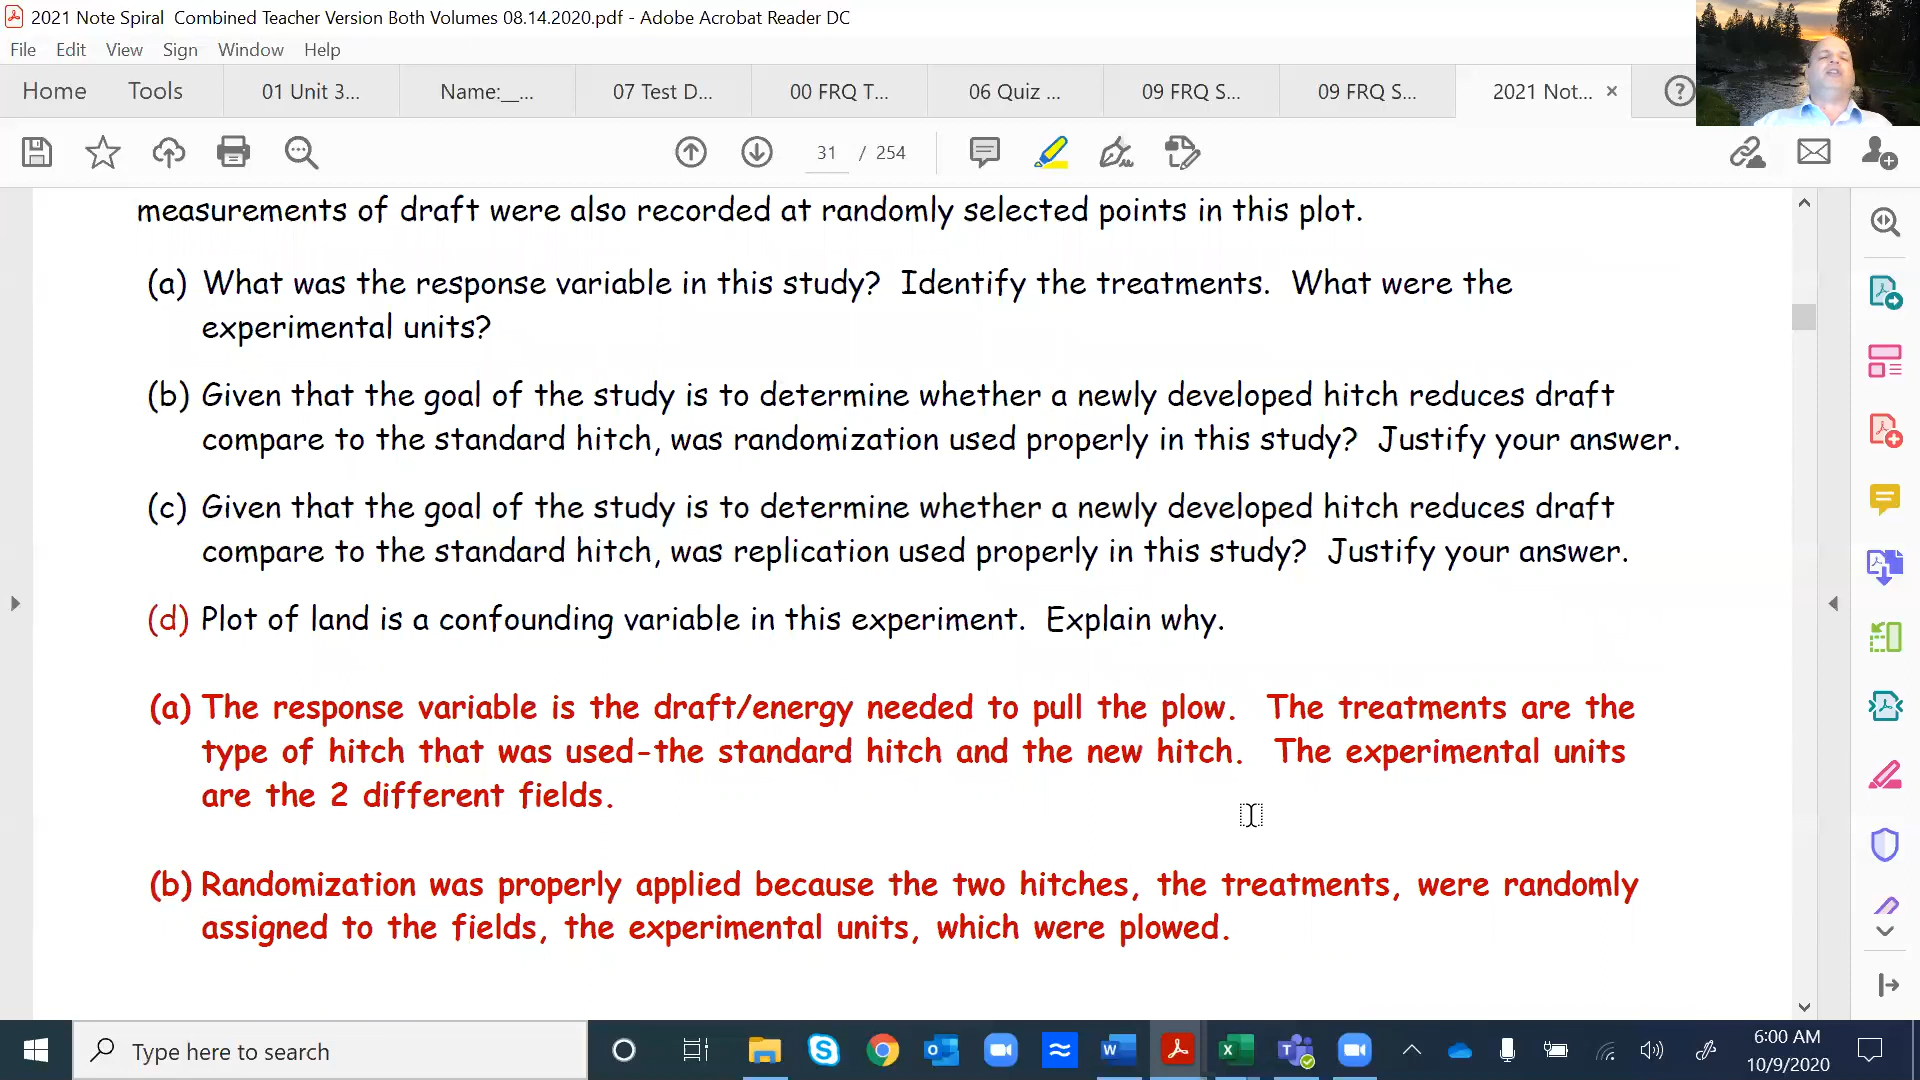 2021 Note Spiral  Combined Teacher Version Both Volumes 08.14.2020.pdf - Adobe Acrobat Reader DC
File Edit View Sign Window Help
Home Tools 01 Unit 3... Name:__... 07 Test D... 00 FRQ T... 06 Quiz ... 09 FRQ S... 09 FRQ S... 2021 Not... ×
31 / 254
measurements of draft were also recorded at randomly selected points in this plot.
(a) What was the response variable in this study?  Identify the treatments.  What were the
experimental units?
(b) Given that the goal of the study is to determine whether a newly developed hitch reduces draft
compare to the standard hitch, was randomization used properly in this study?  Justify your answer.
(c) Given that the goal of the study is to determine whether a newly developed hitch reduces draft
compare to the standard hitch, was replication used properly in this study?  Justify your answer.
(d) Plot of land is a confounding variable in this experiment.  Explain why.
(a) The response variable is the draft/energy needed to pull the plow.  The treatments are the
type of hitch that was used-the standard hitch and the new hitch.  The experimental units
are the 2 different fields.
(b) Randomization was properly applied because the two hitches, the treatments, were randomly
assigned to the fields, the experimental units, which were plowed.
Type here to search
6:00 AM
10/9/2020